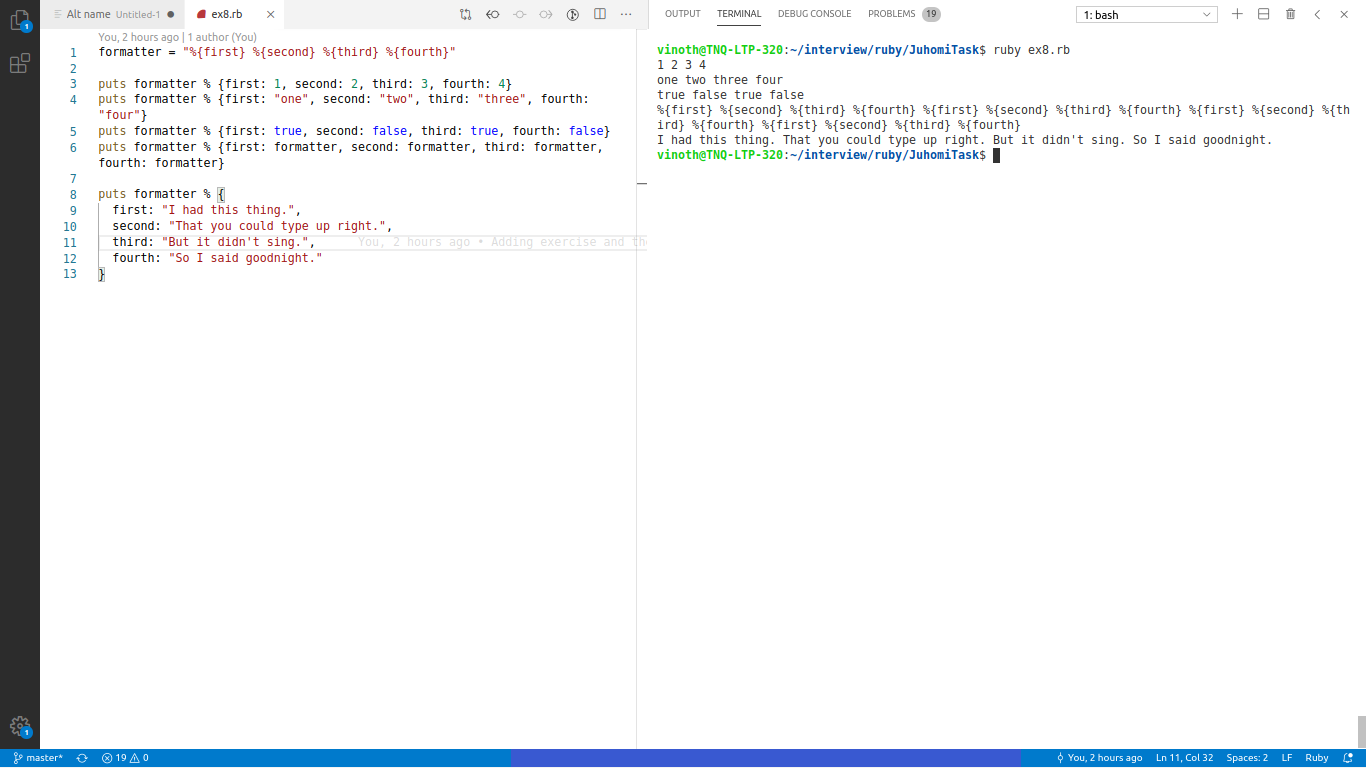 Alt name Untitled-1
ex8.rb
OUTPUT TERMINAL DEBUG CONSOLE PROBLEMS 19
1: bash
1
You, 2 hours ago | 1 author (You)
1 formatter = "%{first} %{second} %{third} %{fourth}"
2
3 puts formatter % {first: 1, second: 2, third: 3, fourth: 4}
4 puts formatter % {first: "one", second: "two", third: "three", fourth:
"four"}
5 puts formatter % {first: true, second: false, third: true, fourth: false}
6 puts formatter % {first: formatter, second: formatter, third: formatter,
fourth: formatter}
7
8 puts formatter % {
9 first: "I had this thing.",
10 second: "That you could type up right.",
11 third: "But it didn't sing.", You, 2 hours ago • Adding exercise and the
12 fourth: "So I said goodnight."
13 }
vinoth@TNQ-LTP-320:~/interview/ruby/JuhomiTask$ ruby ex8.rb
1 2 3 4
one two three four
true false true false
%{first} %{second} %{third} %{fourth} %{first} %{second} %{third} %{fourth} %{first} %{second} %{th
ird} %{fourth} %{first} %{second} %{third} %{fourth}
I had this thing. That you could type up right. But it didn't sing. So I said goodnight.
vinoth@TNQ-LTP-320:~/interview/ruby/JuhomiTask$
1
master* 19 0
You, 2 hours ago Ln 11, Col 32 Spaces: 2 LF Ruby